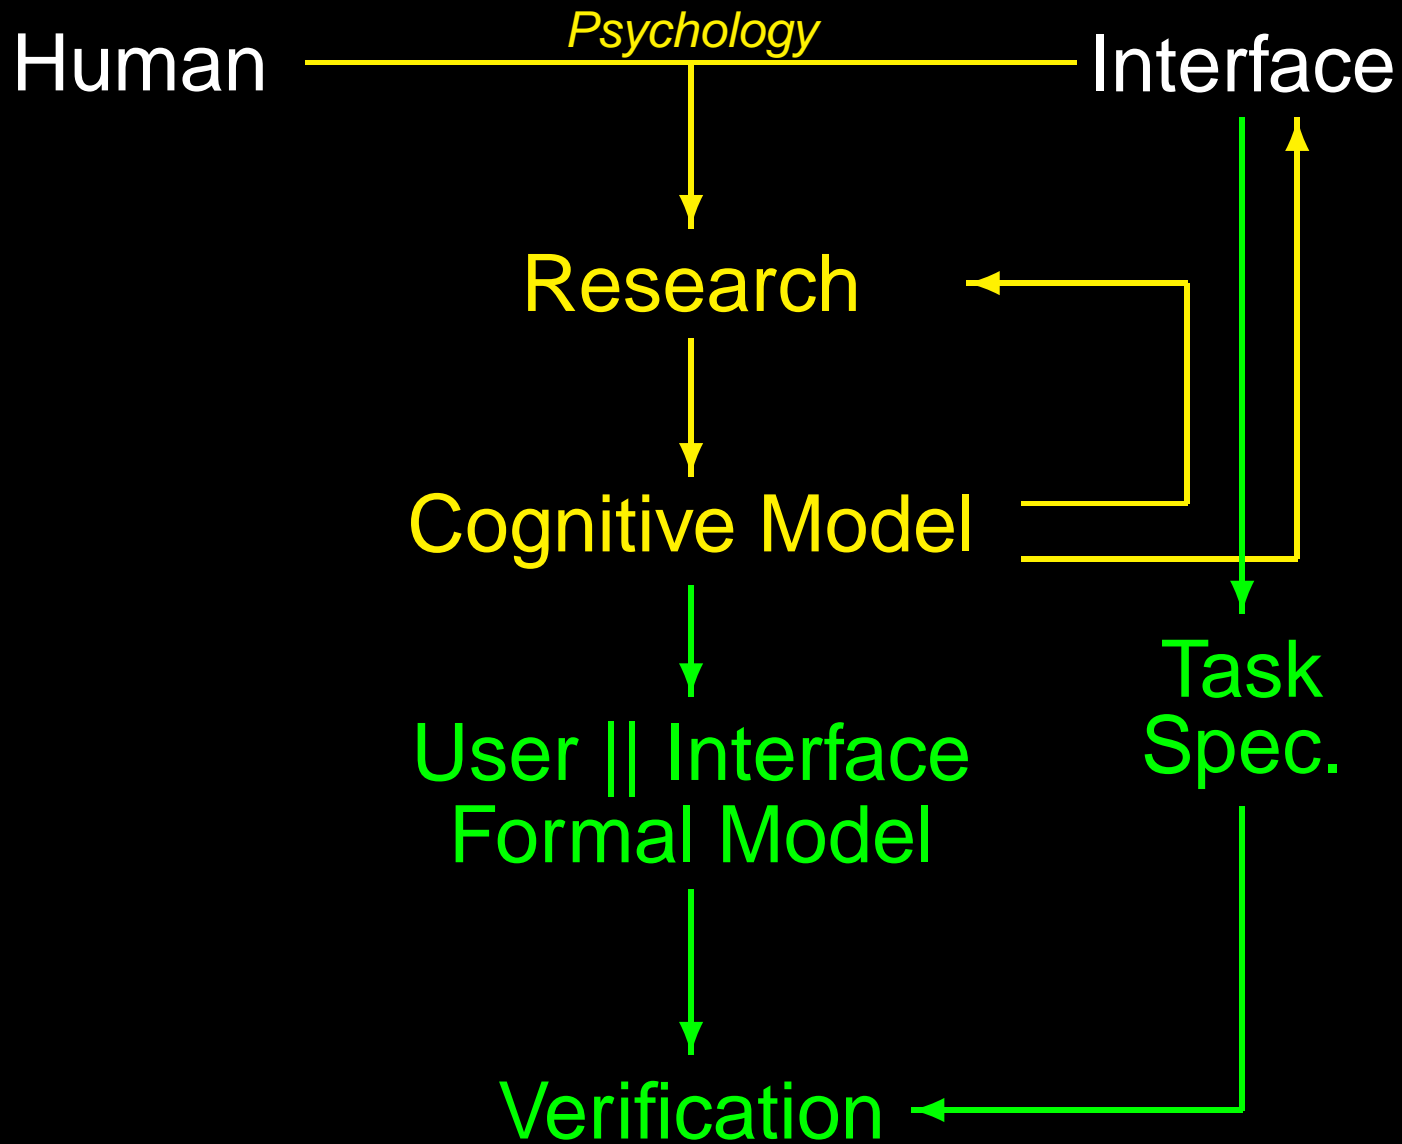 Psychology
Human
Interface
Research
Cognitive Model
Task
Spec.
User || Interface
Formal Model
Verification